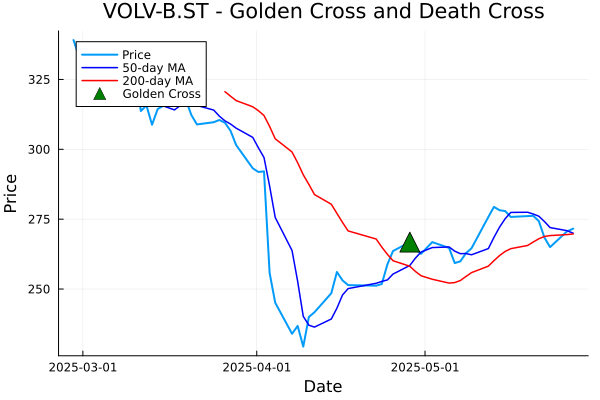 VOLV-B.ST - Golden Cross and Death Cross
Price
50-day MA
200-day MA
Golden Cross
Price
325
300
275
250
2025-03-01
2025-04-01
2025-05-01
Date